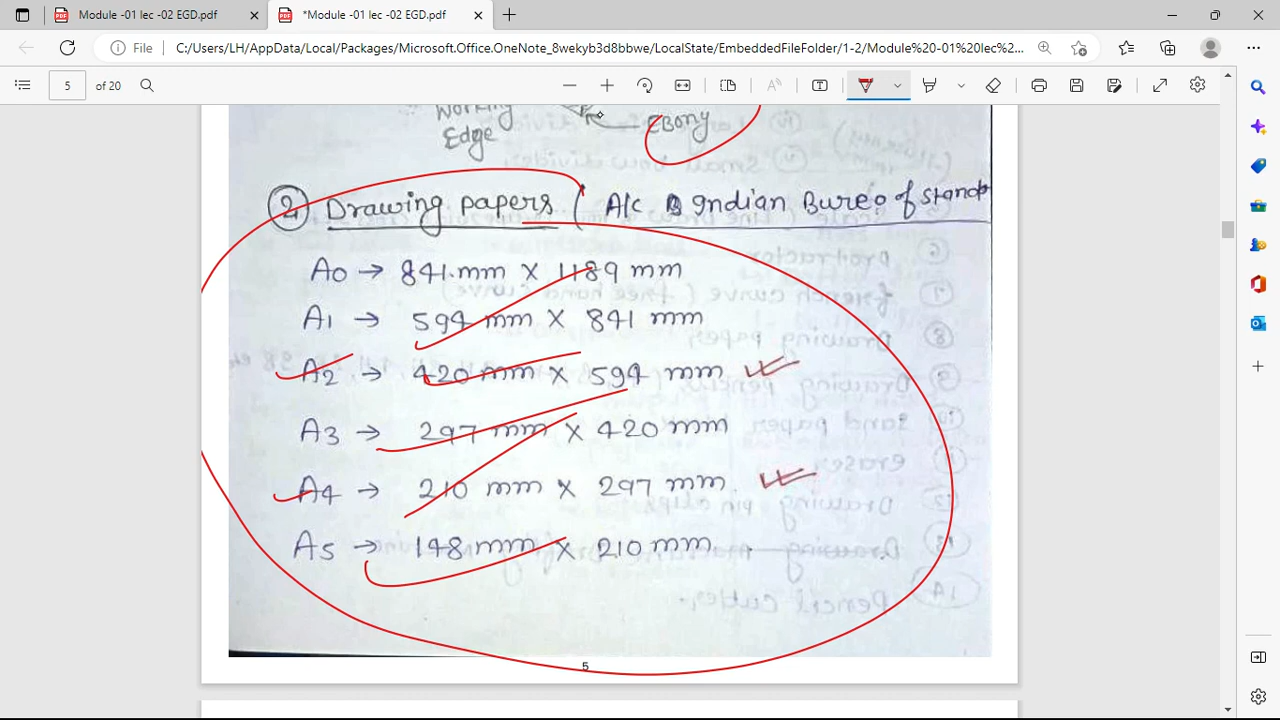 Module -01 lec -02 EGD.pdf
*Module -01 lec -02 EGD.pdf
File
C:/Users/LH/AppData/Local/Packages/Microsoft.Office.OneNote_8wekyb3d8bbwe/LocalState/EmbeddedFileFolder/1-2/Module%20-01%20lec%2...
5 of 20
Working
Edge
Ebony
② Drawing papers ( A/c Indian Bureo of Stand
A0 → 841 mm X 1189 mm
A1 → 594 mm X 841 mm
A2 → 420 mm X 594 mm
A3 → 297 mm X 420 mm
A4 → 210 mm X 297 mm
A5 → 148 mm X 210 mm
5